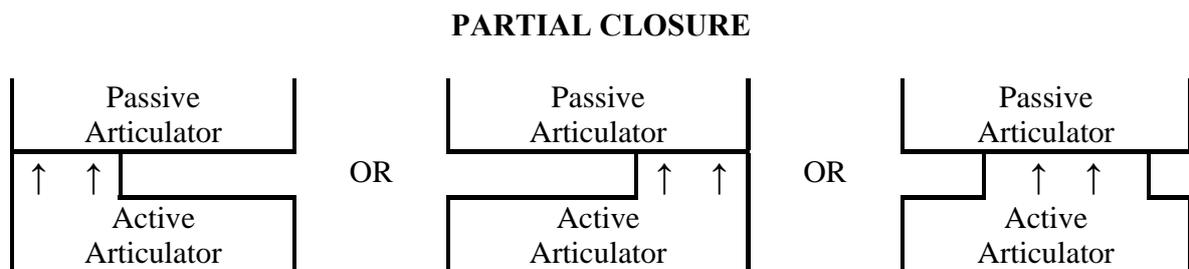 PARTIAL CLOSURE
Passive Articulator
Passive Articulator
Passive Articulator
↑ ↑
OR
↑ ↑
OR
↑ ↑
Active Articulator
Active Articulator
Active Articulator